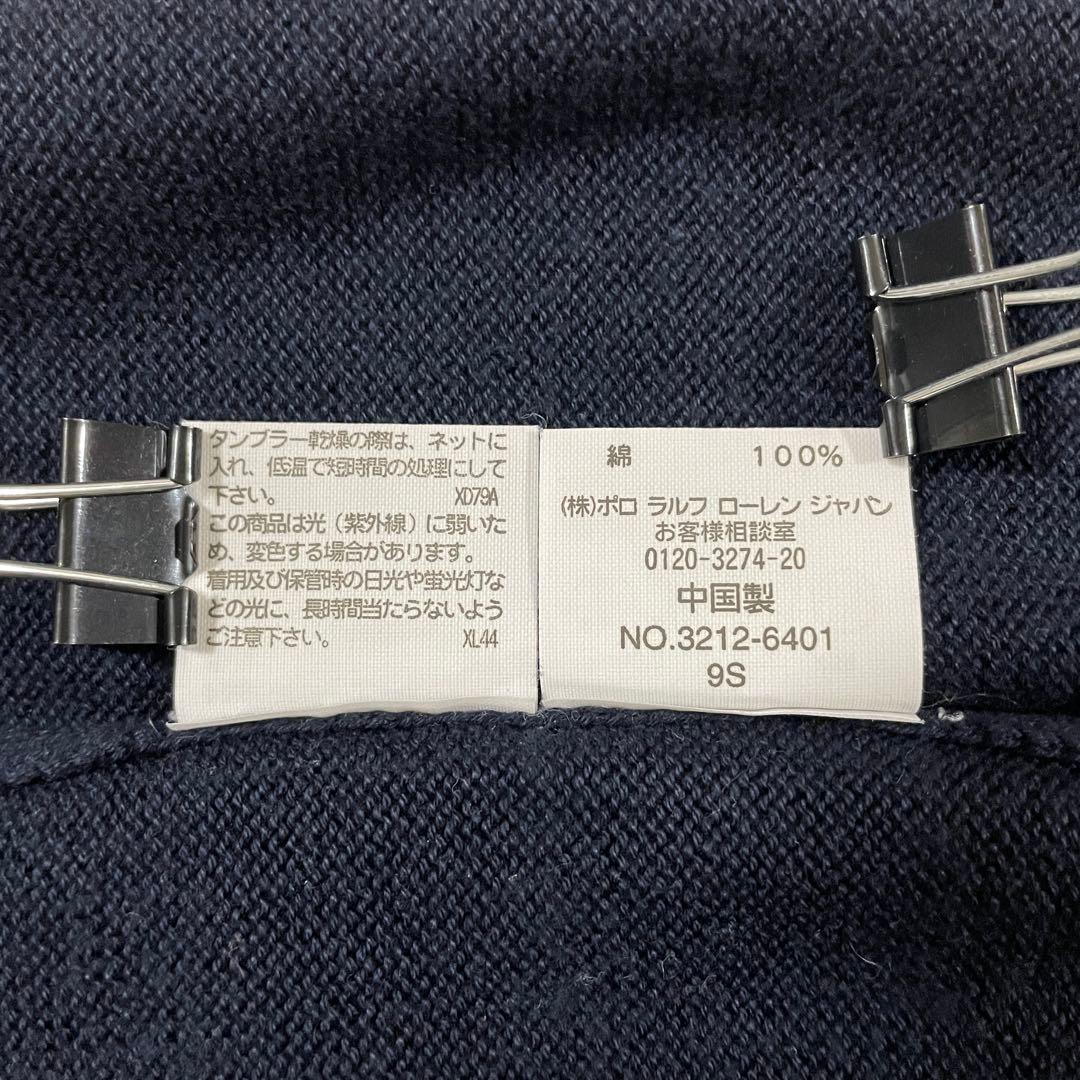 タンブラー乾燥の際は、ネットに
入れ、低温で短時間の処理にして
下さい。 XD79A
この商品は光(紫外線)に弱いた
め、変色する場合があります。
着用及び保管時の日光や蛍光灯な
どの光に、長時間当たらないよう
ご注意下さい。 XL44
綿 100%
(株)ポロ ラルフ ローレン ジャパン
お客様相談室
0120-3274-20
中国製
NO.3212-6401
9S